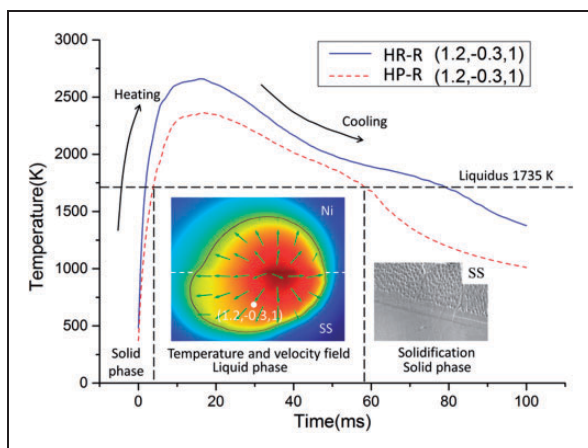 3000
2500
2000
1500
1000
500
0
Temperature(K)
HR-R (1.2,-0.3,1)
HP-R (1.2,-0.3,1)
Heating
Cooling
Liquidus 1735 K
Ni
SS
(1.2,-0.3,1)
SS
Solid
phase
Temperature and velocity field
Liquid phase
Solidification
Solid phase
0 20 40 60 80 100
Time(ms)